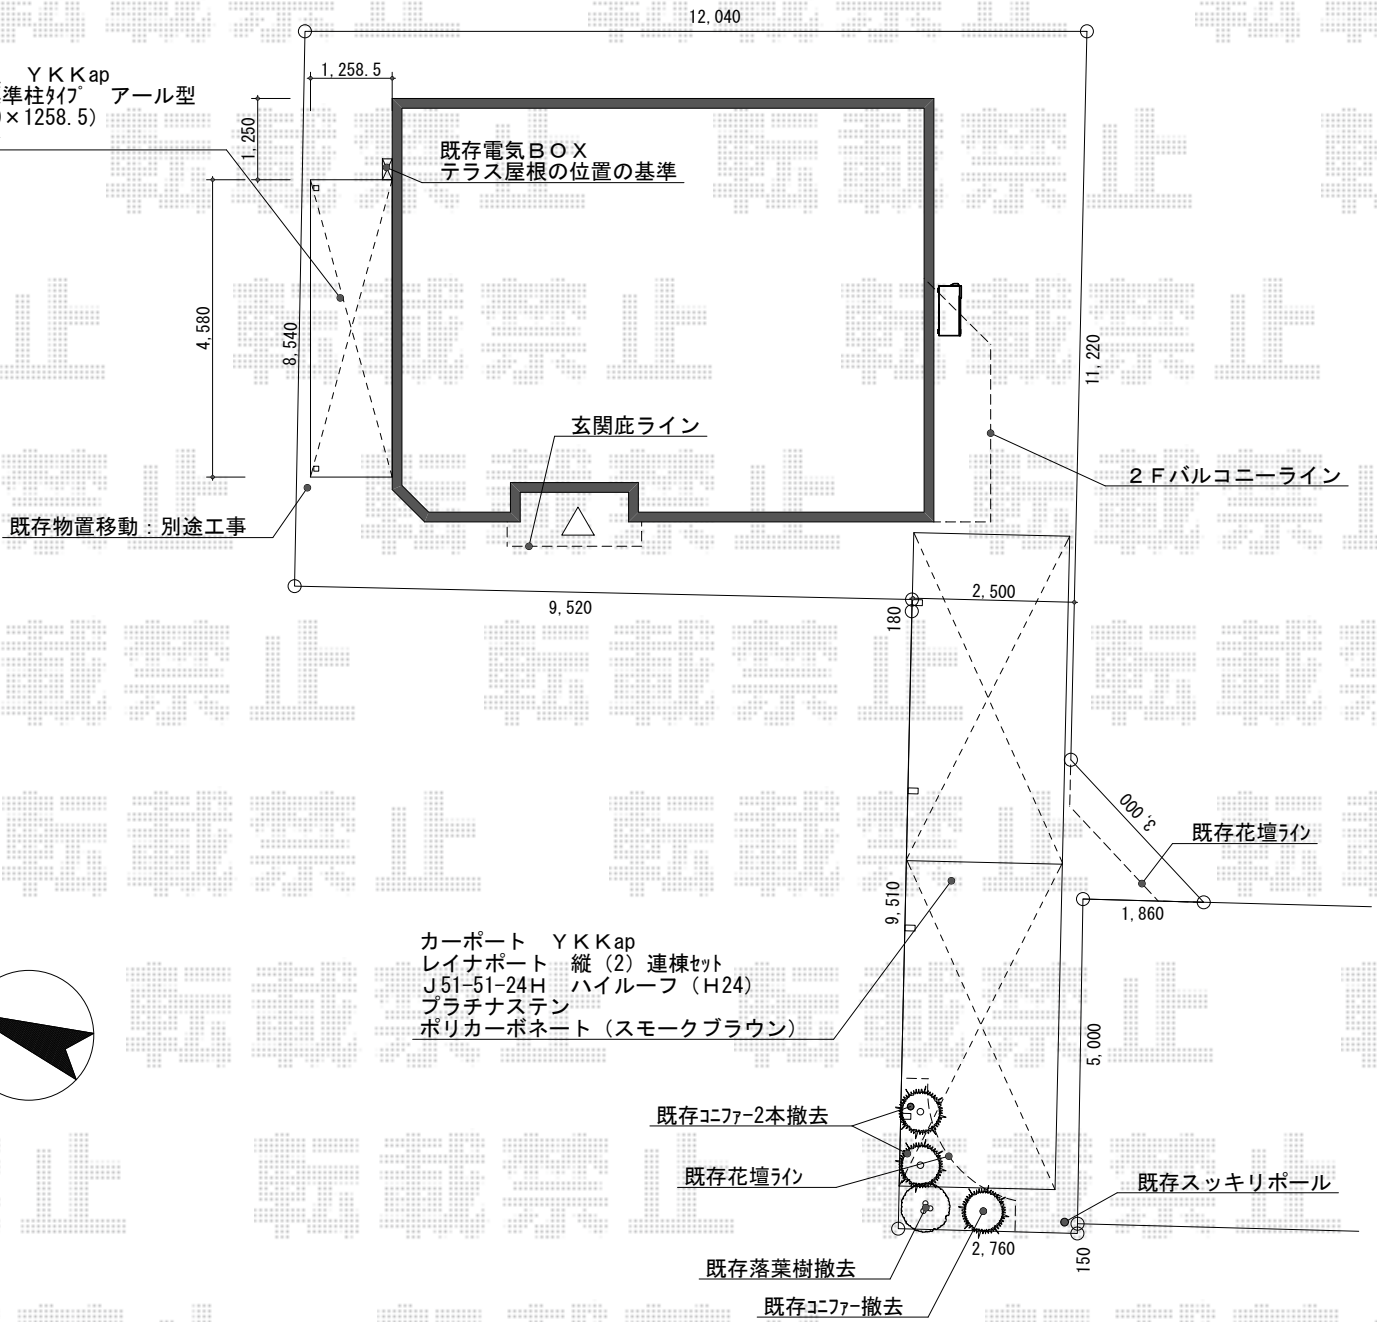 12,040
ＹＫＫap
準柱ﾀｲﾌﾟ アール型
×1258.5)
1,258.5
1,250
既存電気ＢＯＸ
テラス屋根の位置の基準
4,580
8,540
11,220
玄関庇ライン
２Ｆバルコニーライン
既存物置移動：別途工事
9,520
2,500
180
3,000
既存花壇ﾗｲﾝ
1,860
9,510
カーポート ＹＫＫap
レイナポート 縦（2）連棟ｾｯﾄ
Ｊ51-51-24Ｈ ハイルーフ（Ｈ24）
プラチナステン
ポリカーボネート（スモークブラウン）
5,000
既存ｺﾆﾌｧｰ2本撤去
既存花壇ﾗｲﾝ
既存スッキリポール
2,760
150
既存落葉樹撤去
既存ｺﾆﾌｧｰ撤去
転載禁止